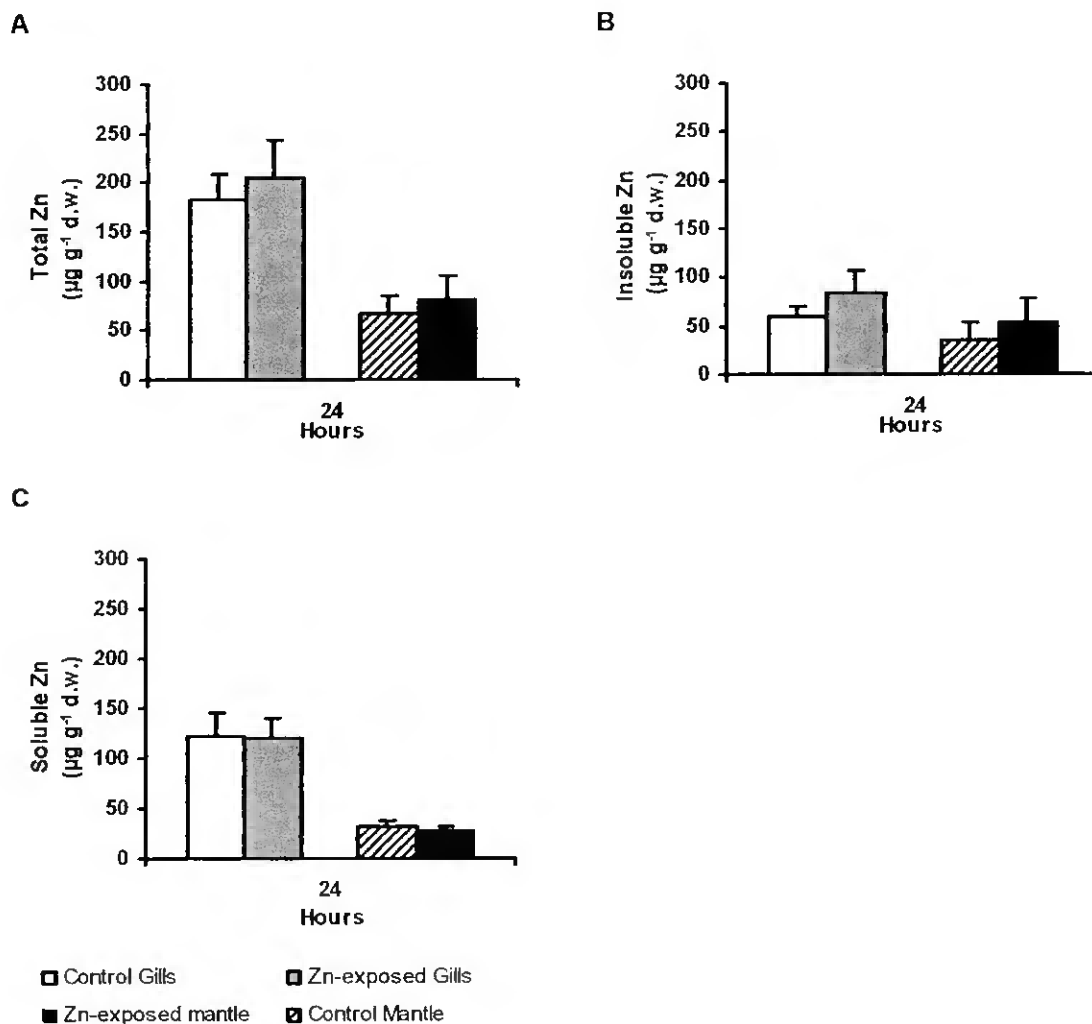 A
300
250
200
150
100
50
0
Total Zn
(µg g⁻¹ d.w.)
24
Hours
B
300
250
200
150
100
50
0
Insoluble Zn
(µg g⁻¹ d.w.)
24
Hours
C
300
250
200
150
100
50
0
Soluble Zn
(µg g⁻¹ d.w.)
24
Hours
Control Gills
Zn-exposed Gills
Zn-exposed mantle
Control Mantle